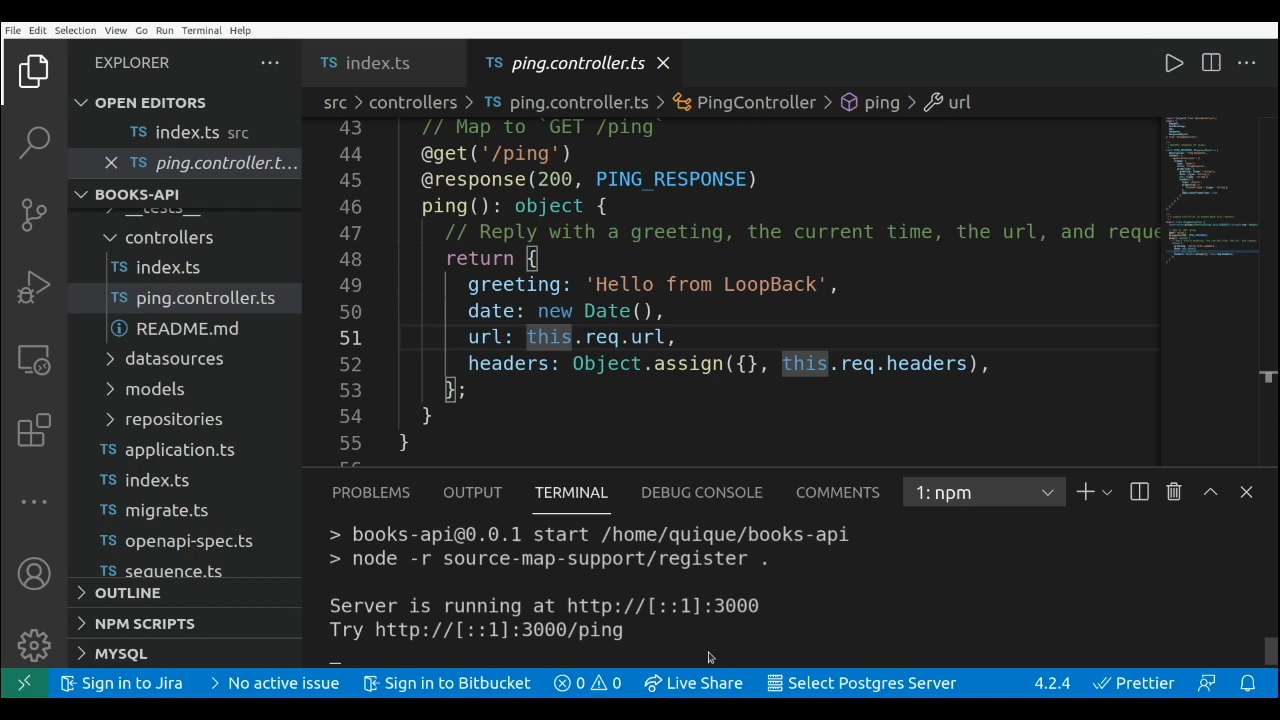 File Edit Selection View Go Run Terminal Help
EXPLORER
OPEN EDITORS
TS index.ts src
TS ping.controller.t...
BOOKS-API
__tests__
controllers
TS index.ts
TS ping.controller.ts
README.md
datasources
models
repositories
TS application.ts
TS index.ts
TS migrate.ts
TS openapi-spec.ts
TS sequence.ts
OUTLINE
NPM SCRIPTS
MYSQL
TS index.ts TS ping.controller.ts
src > controllers > TS ping.controller.ts > PingController > ping > url
43 // Map to `GET /ping`
44 @get('/ping')
45 @response(200, PING_RESPONSE)
46 ping(): object {
47 // Reply with a greeting, the current time, the url, and reque
48 return {
49 greeting: 'Hello from LoopBack',
50 date: new Date(),
51 url: this.req.url,
52 headers: Object.assign({}, this.req.headers),
53 };
54 }
55 }
PROBLEMS OUTPUT TERMINAL DEBUG CONSOLE COMMENTS 1: npm
> books-api@0.0.1 start /home/quique/books-api
> node -r source-map-support/register .
Server is running at http://[::1]:3000
Try http://[::1]:3000/ping
Sign in to Jira > No active issue Sign in to Bitbucket 0 0 Live Share Select Postgres Server 4.2.4 Prettier